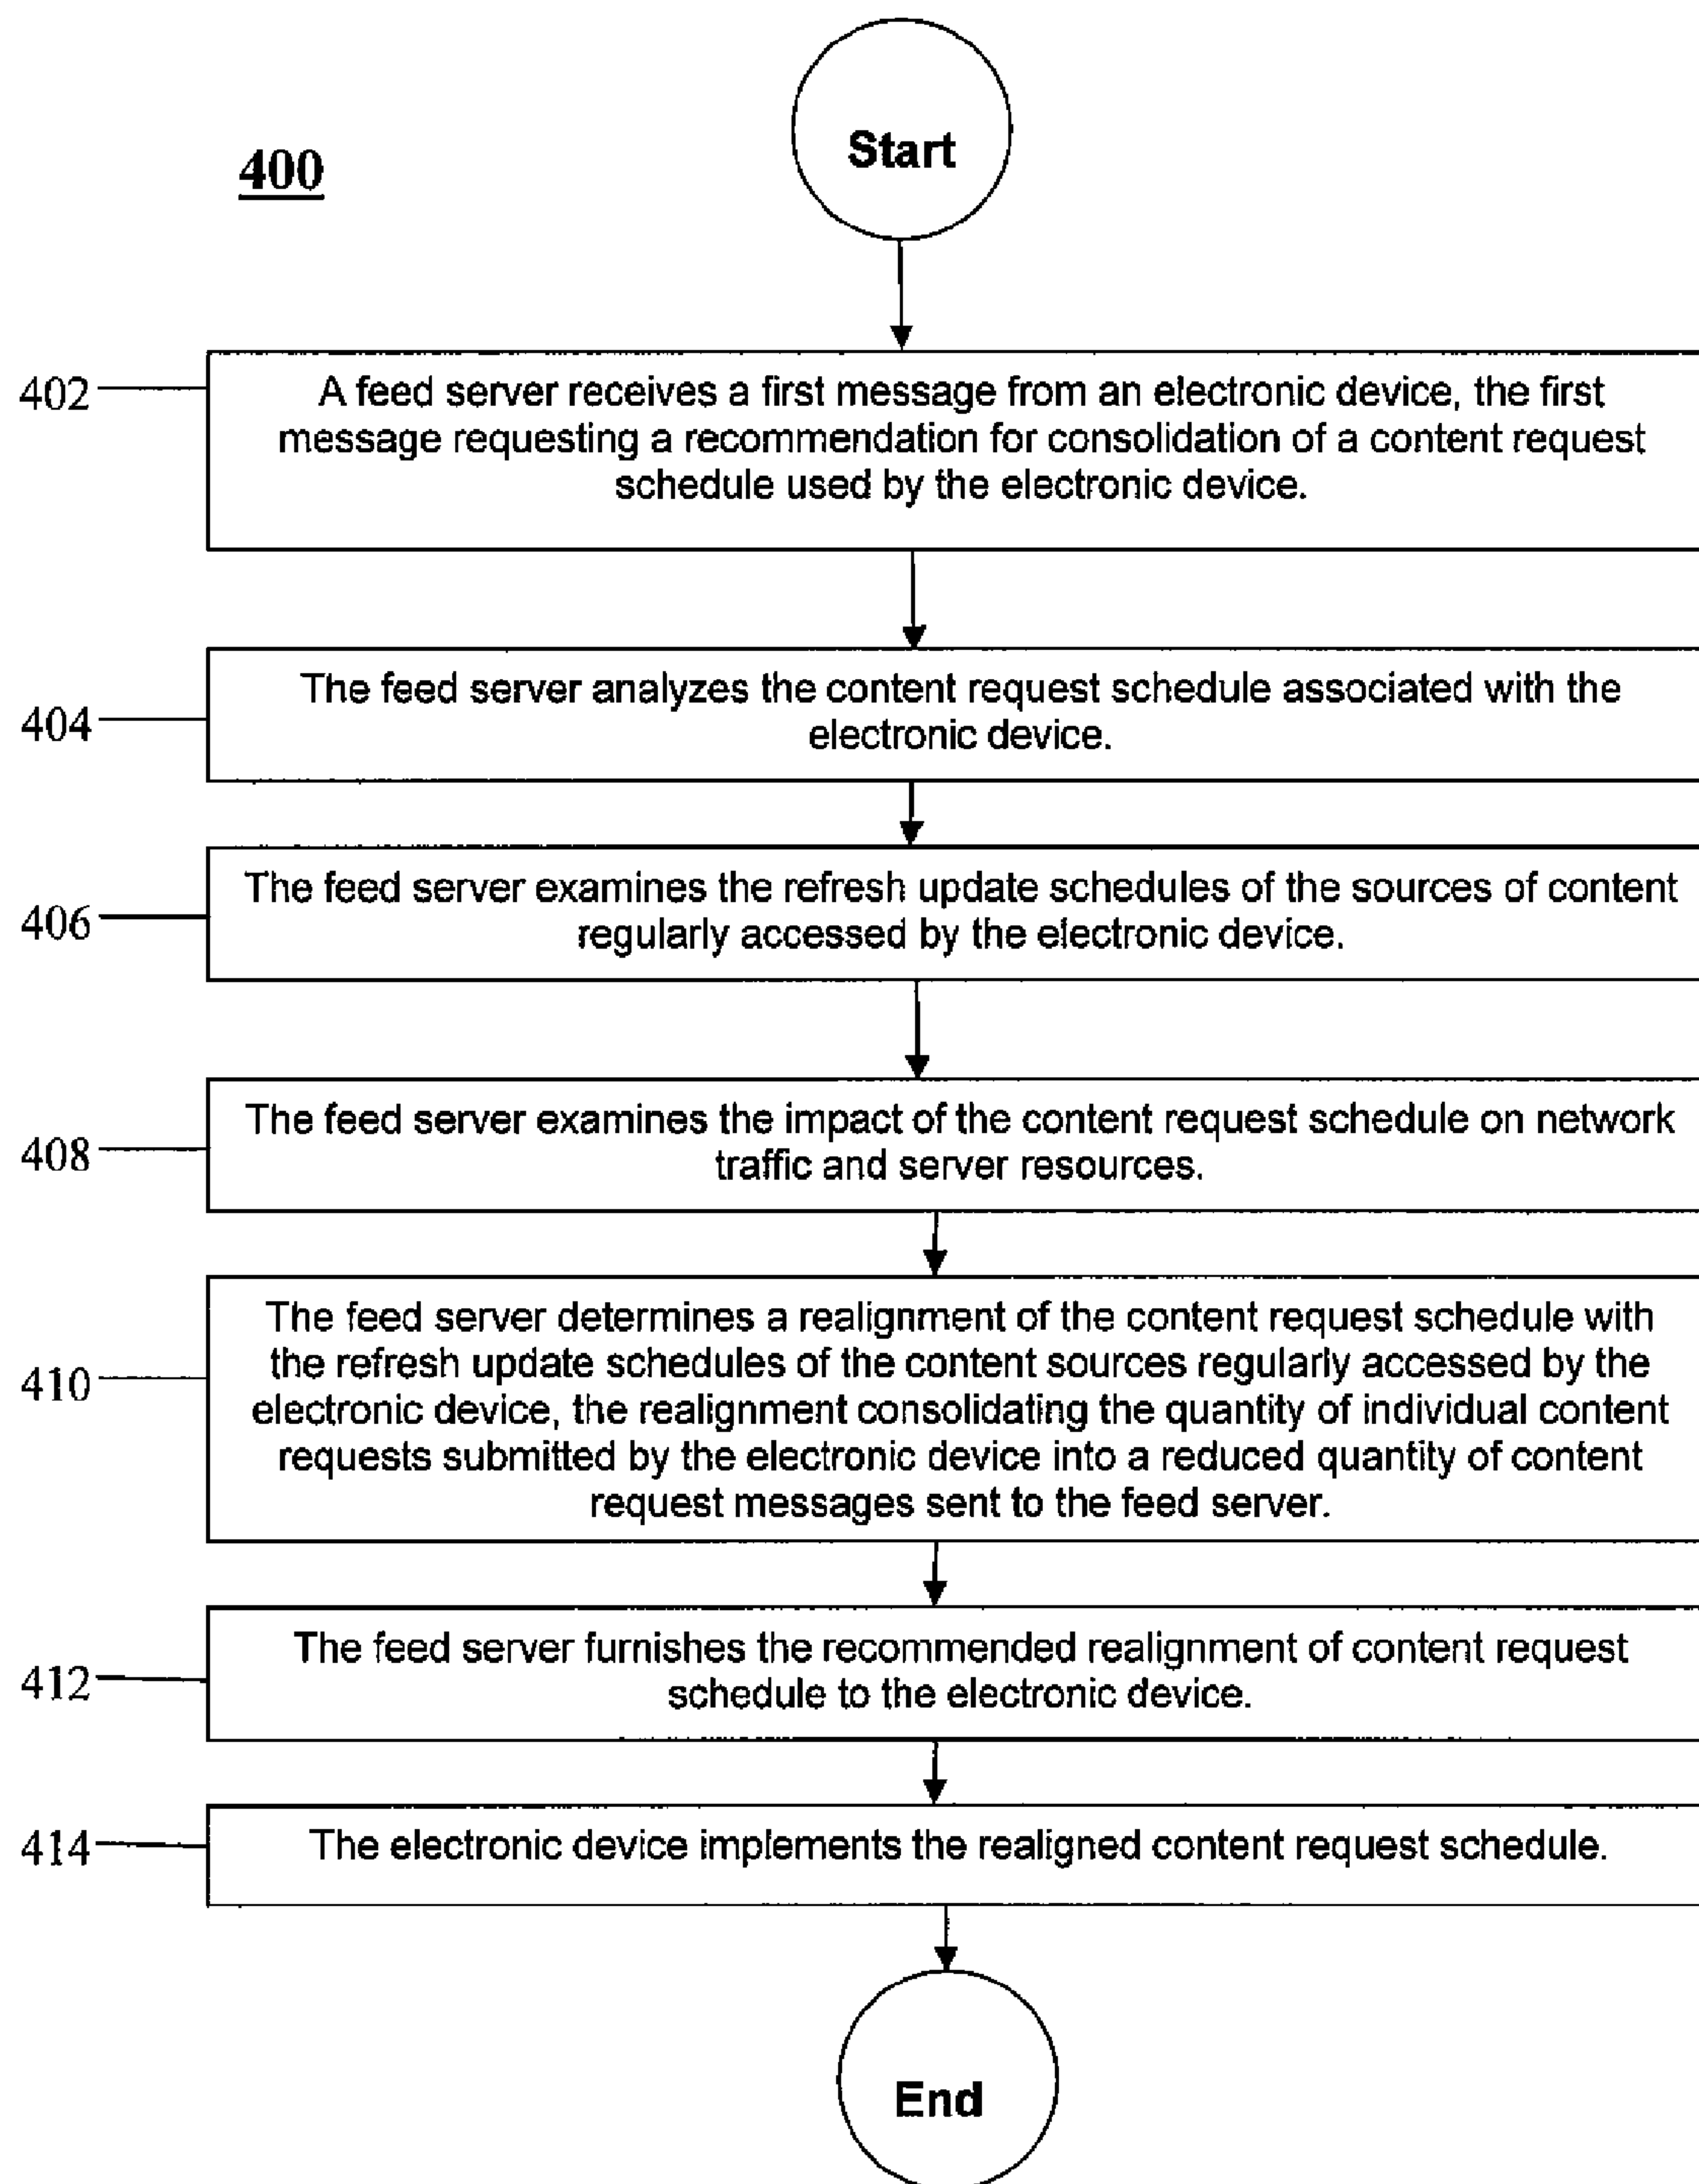 Start
400
402
A feed server receives a first message from an electronic device, the first
message requesting a recommendation for consolidation of a content request
schedule used by the electronic device.
404
The feed server analyzes the content request schedule associated with the
electronic device.
406
The feed server examines the refresh update schedules of the sources of content
regularly accessed by the electronic device.
408
The feed server examines the impact of the content request schedule on network
traffic and server resources.
410
The feed server determines a realignment of the content request schedule with
the refresh update schedules of the content sources regularly accessed by the
electronic device, the realignment consolidating the quantity of individual content
requests submitted by the electronic device into a reduced quantity of content
request messages sent to the feed server.
412
The feed server furnishes the recommended realignment of content request
schedule to the electronic device.
414
The electronic device implements the realigned content request schedule.
End